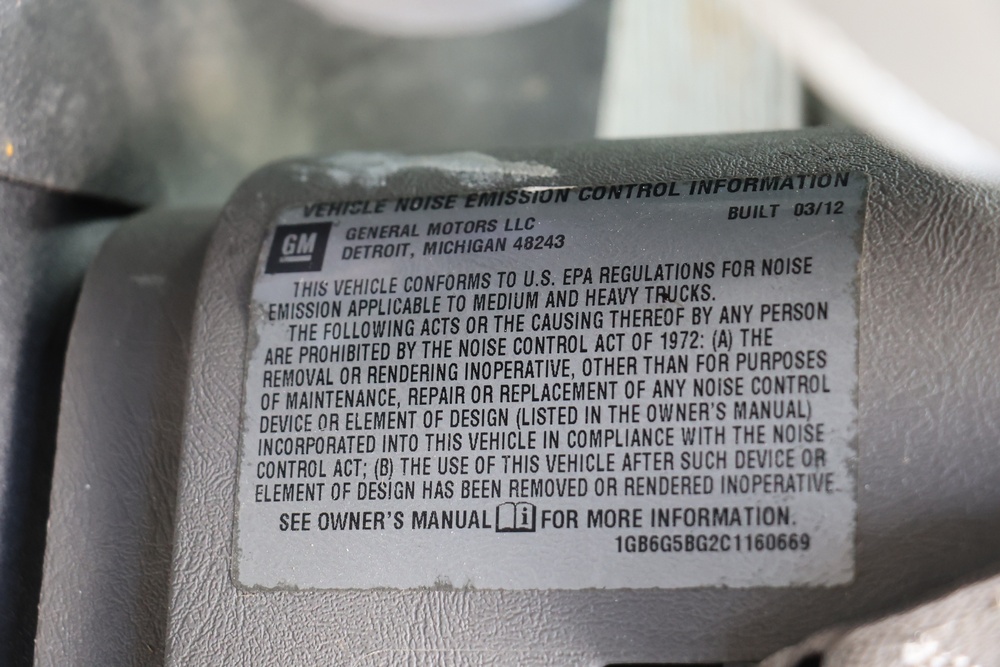 VEHICLE NOISE EMISSION CONTROL INFORMATION
BUILT 03/12
GM
GENERAL MOTORS LLC
DETROIT, MICHIGAN 48243
THIS VEHICLE CONFORMS TO U.S. EPA REGULATIONS FOR NOISE
EMISSION APPLICABLE TO MEDIUM AND HEAVY TRUCKS.
THE FOLLOWING ACTS OR THE CAUSING THEREOF BY ANY PERSON
ARE PROHIBITED BY THE NOISE CONTROL ACT OF 1972: (A) THE
REMOVAL OR RENDERING INOPERATIVE, OTHER THAN FOR PURPOSES
OF MAINTENANCE, REPAIR OR REPLACEMENT OF ANY NOISE CONTROL
DEVICE OR ELEMENT OF DESIGN (LISTED IN THE OWNER'S MANUAL)
INCORPORATED INTO THIS VEHICLE IN COMPLIANCE WITH THE NOISE
CONTROL ACT; (B) THE USE OF THIS VEHICLE AFTER SUCH DEVICE OR
ELEMENT OF DESIGN HAS BEEN REMOVED OR RENDERED INOPERATIVE.
SEE OWNER'S MANUAL i FOR MORE INFORMATION.
1GB6G5BG2C1160669